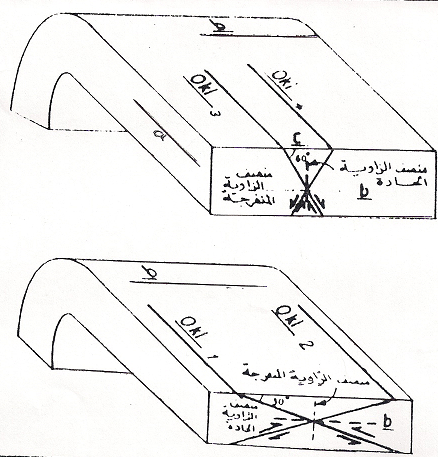 b
Okl 3
Okl
a
c
60°
منصف الزاوية
الحادة
منصف
الزاوية
المنفرجة
b
b
Okl 1
Okl 2
منصف الزاوية المنفرجة
30°
منصف
الزاوية
الحادة
b